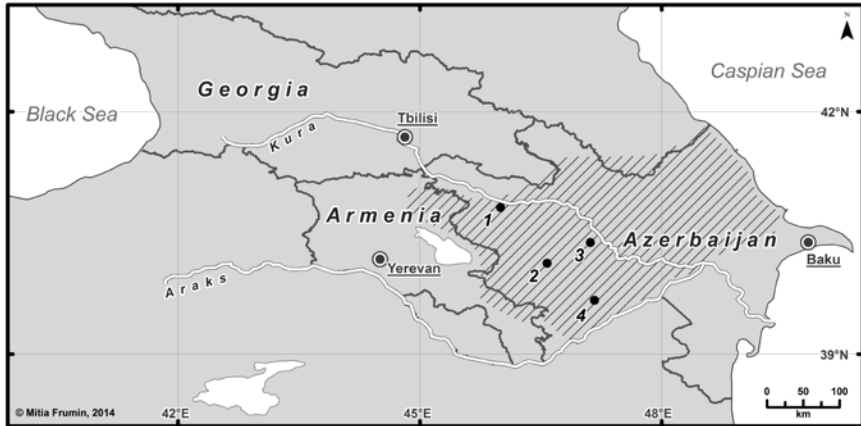 N
Caspian Sea
Georgia
Black Sea
42°N
Tbilisi
Kura
Armenia
1
Azerbaijan
3
2
Yerevan
Baku
Araks
4
39°N
0 50 100
km
© Mitia Frumin, 2014
42°E
45°E
48°E